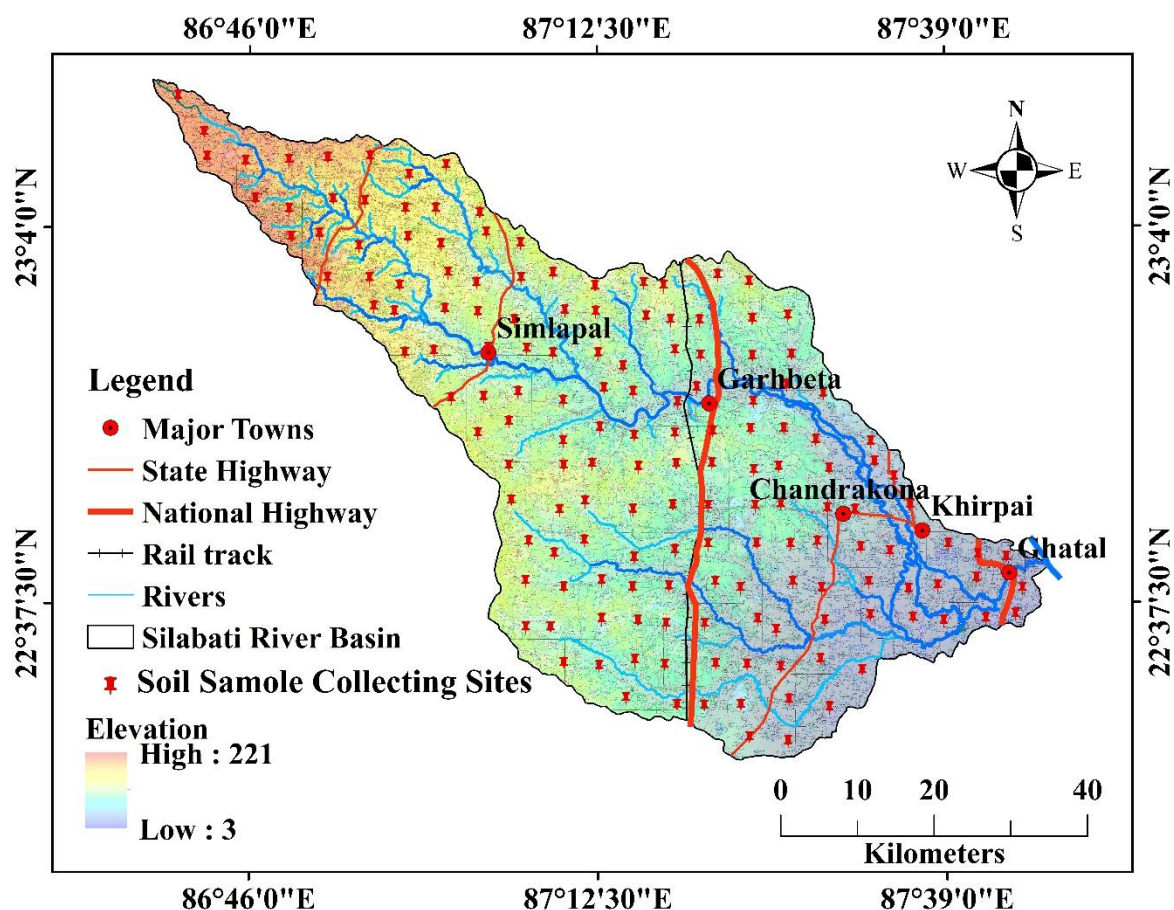 86°46'0"E 87°12'30"E 87°39'0"E
N
W E
S
23°4'0"N 23°4'0"N
Simlapal
Legend
Garhbeta
Major Towns
State Highway
Chandrakona
Khirpai
National Highway
Rail track
Ghatal
Rivers
22°37'30"N 22°37'30"N
Silabati River Basin
Soil Samole Collecting Sites
Elevation
High : 221
Low : 3
0 10 20 40
Kilometers
86°46'0"E 87°12'30"E 87°39'0"E